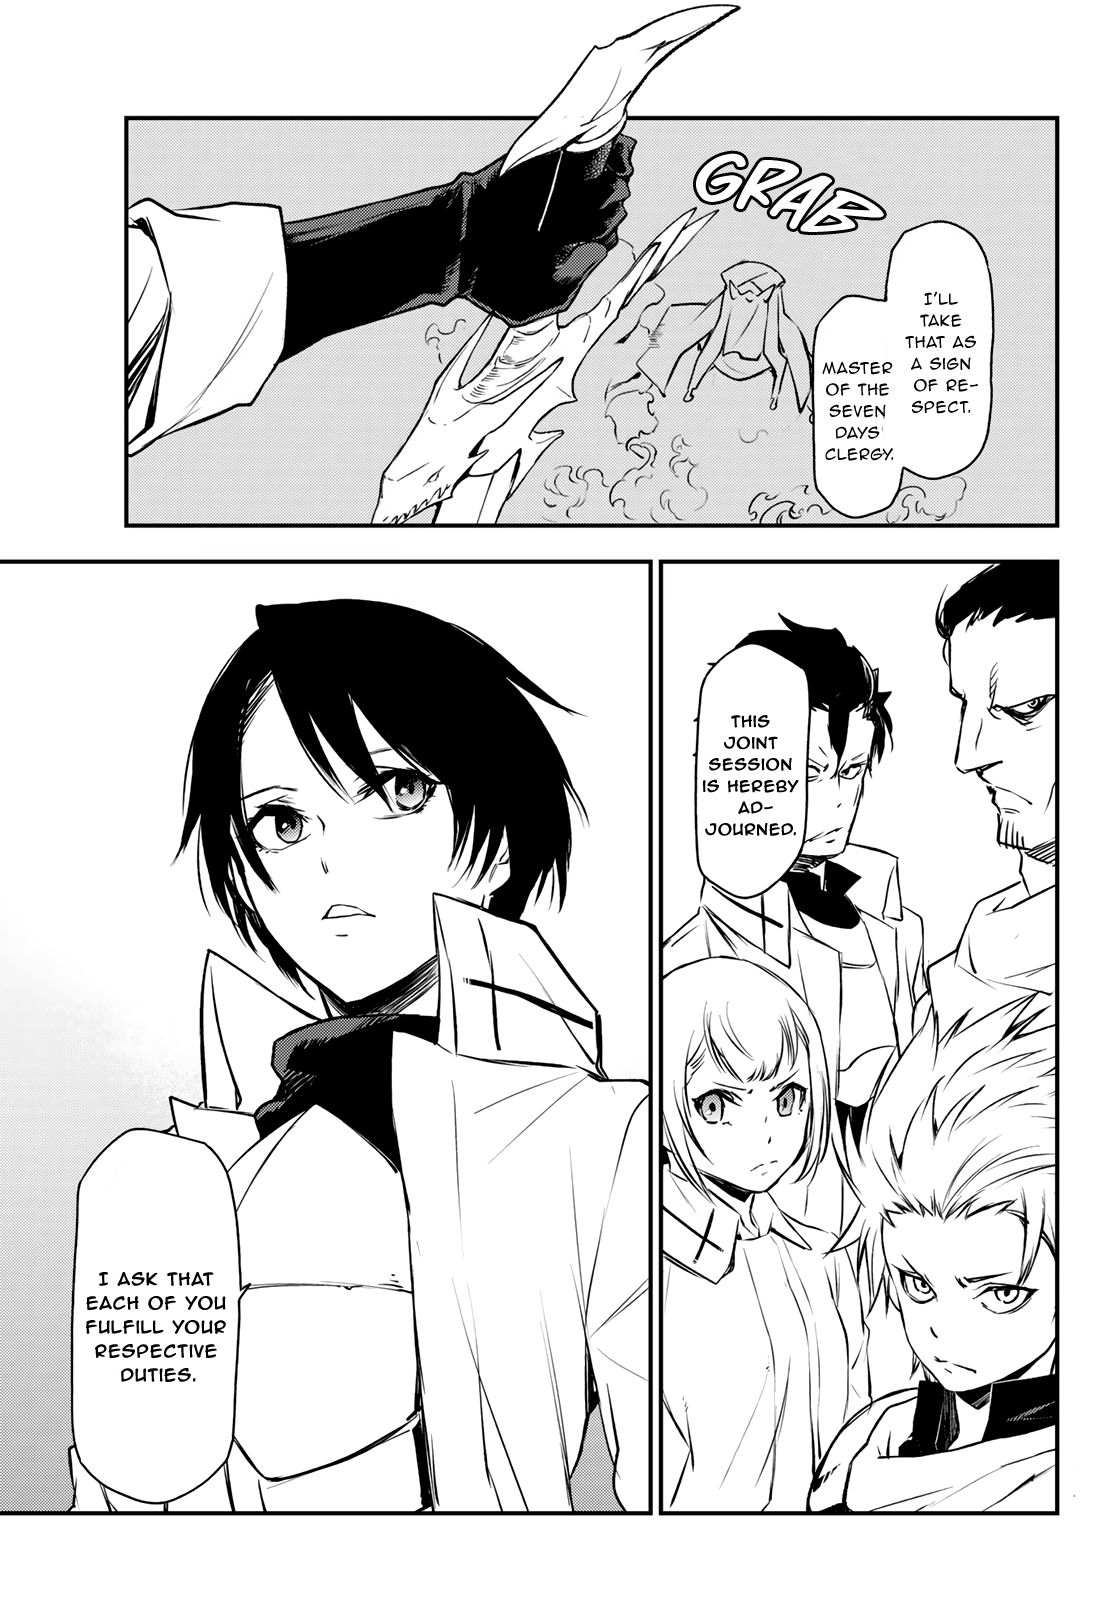 GRAB
I'LL
TAKE
THAT AS
A SIGN
OF RE-
SPECT.
MASTER
OF THE
SEVEN
DAYS'
CLERGY.
THIS
JOINT
SESSION
IS HEREBY
AD-
JOURNED.
I ASK THAT
EACH OF YOU
FULFILL YOUR
RESPECTIVE
DUTIES.